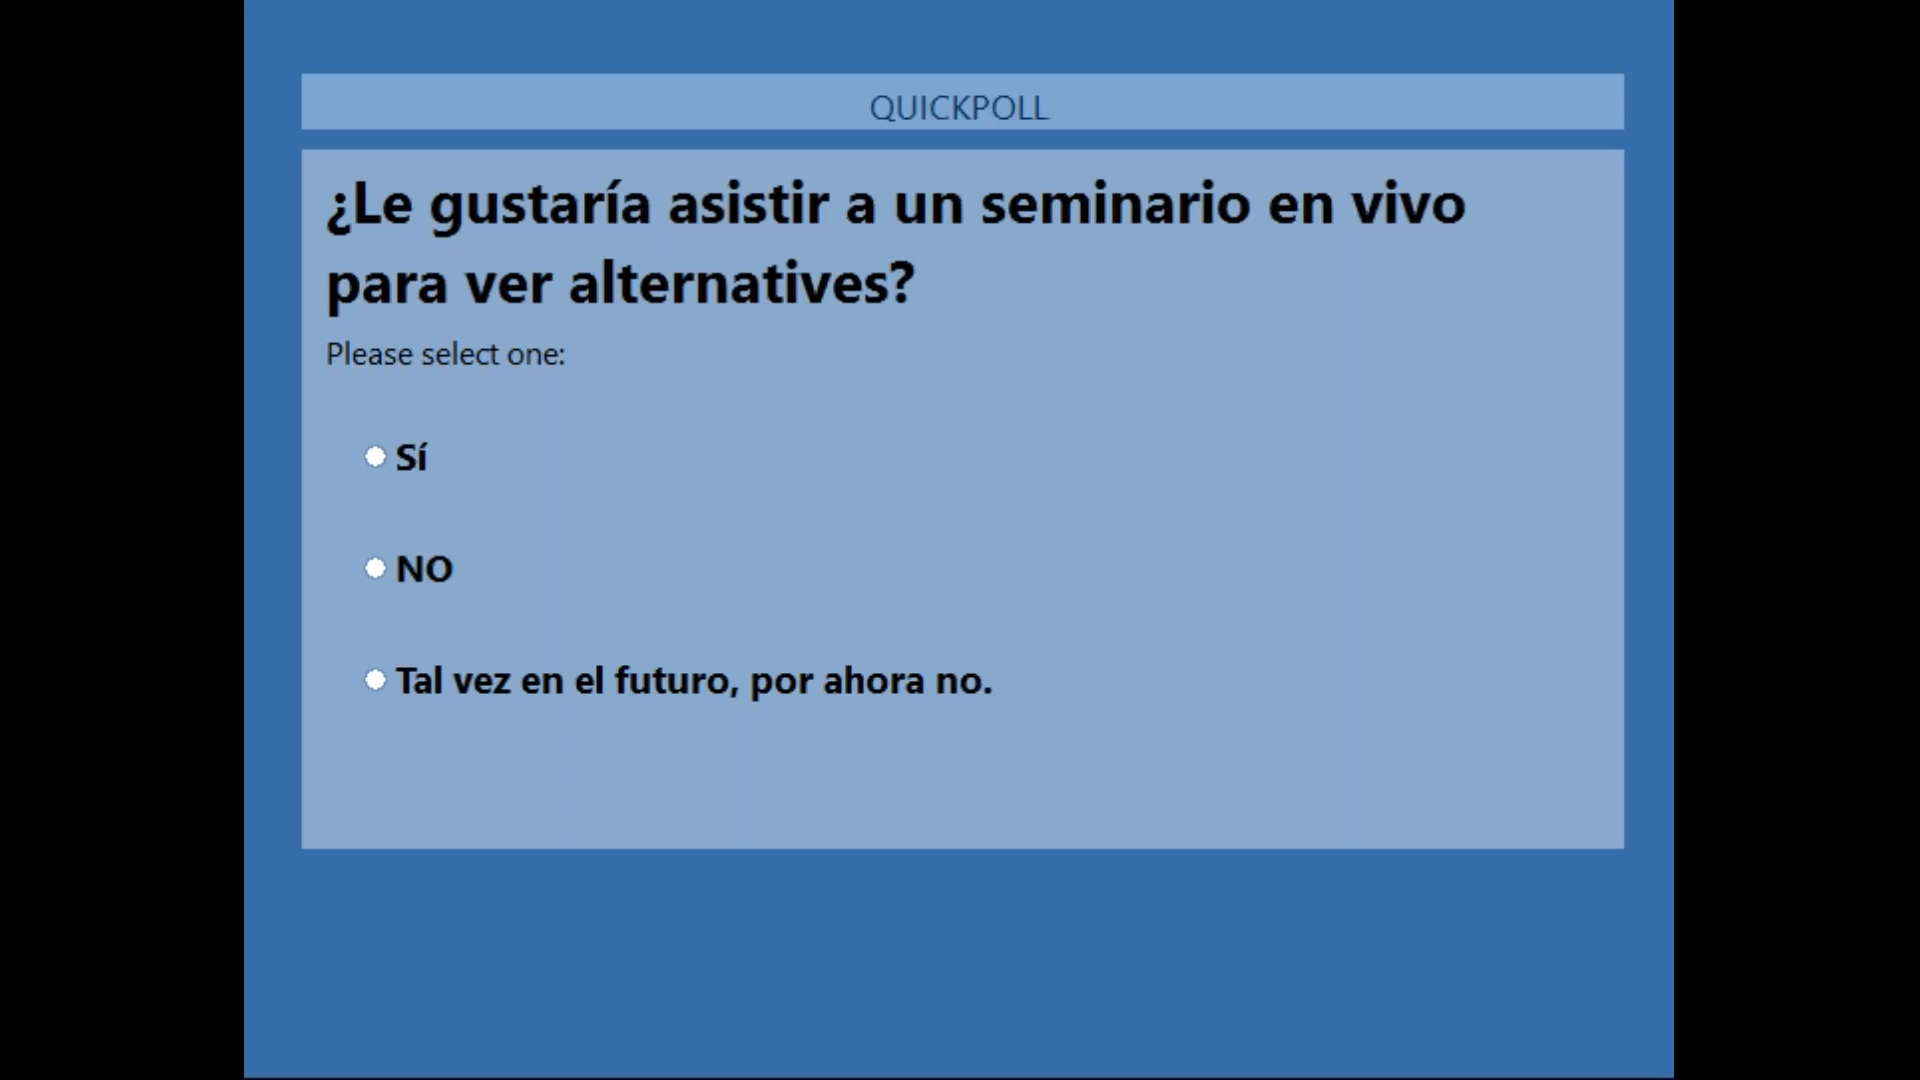 QUICKPOLL
¿Le gustaría asistir a un seminario en vivo
para ver alternatives?
Please select one:
Sí
NO
Tal vez en el futuro, por ahora no.